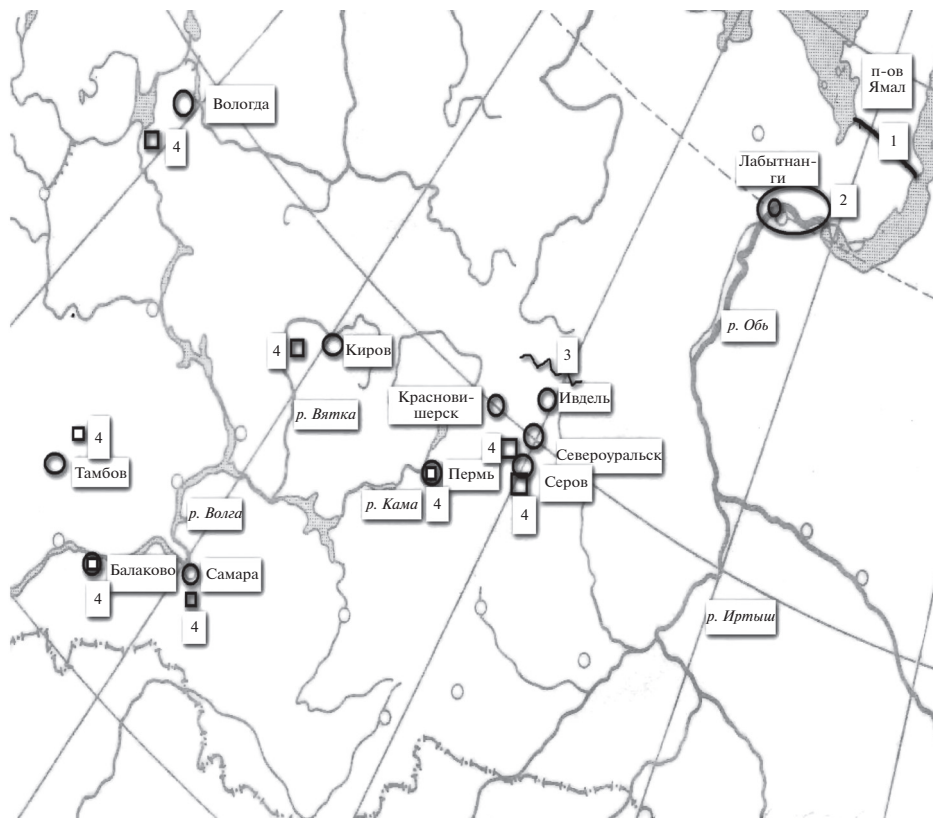 п-ов
Ямал
Вологда
1
4
Лабытнан-
ги
2
р. Обь
4
Киров
3
Краснови-
шерск
Ивдель
р. Вятка
4
Тамбов
4
Североуральск
Пермь
Серов
р. Кама
4
4
р. Волга
Балаково
Самара
4
4
р. Иртыш